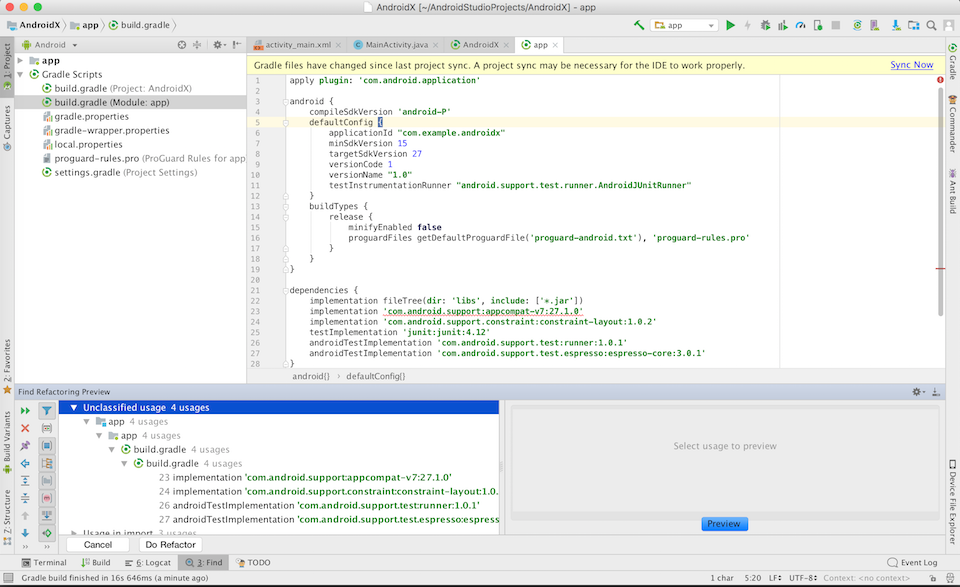 AndroidX [~/AndroidStudioProjects/AndroidX] - app
AndroidX app build.gradle
app
Android
activity_main.xml MainActivity.java AndroidX app
Gradle files have changed since last project sync. A project sync may be necessary for the IDE to work properly. Sync Now
app
Gradle Scripts
build.gradle (Project: AndroidX)
build.gradle (Module: app)
gradle.properties
gradle-wrapper.properties
local.properties
proguard-rules.pro (ProGuard Rules for app
settings.gradle (Project Settings)
1 apply plugin: 'com.android.application'
2
3 android {
4 compileSdkVersion 'android-P'
5 defaultConfig {
6 applicationId "com.example.androidx"
7 minSdkVersion 15
8 targetSdkVersion 27
9 versionCode 1
10 versionName "1.0"
11 testInstrumentationRunner "android.support.test.runner.AndroidJUnitRunner"
12 }
13 buildTypes {
14 release {
15 minifyEnabled false
16 proguardFiles getDefaultProguardFile('proguard-android.txt'), 'proguard-rules.pro'
17 }
18 }
19 }
20
21 dependencies {
22 implementation fileTree(dir: 'libs', include: ['*.jar'])
23 implementation 'com.android.support:appcompat-v7:27.1.0'
24 implementation 'com.android.support.constraint:constraint-layout:1.0.2'
25 testImplementation 'junit:junit:4.12'
26 androidTestImplementation 'com.android.support.test:runner:1.0.1'
27 androidTestImplementation 'com.android.support.test.espresso:espresso-core:3.0.1'
28 }
android{} › defaultConfig{}
1: Project
Captures
2: Favorites
Build Variants
7: Structure
Gradle
Commander
Ant Build
Device File Explorer
Find Refactoring Preview
Unclassified usage 4 usages
app 4 usages
app 4 usages
build.gradle 4 usages
build.gradle 4 usages
23 implementation 'com.android.support:appcompat-v7:27.1.0'
24 implementation 'com.android.support.constraint:constraint-layout:1.0.
26 androidTestImplementation 'com.android.support.test:runner:1.0.1'
27 androidTestImplementation 'com.android.support.test.espresso:espress
Usage in import 3 usages
Select usage to preview
Preview
Cancel Do Refactor
Terminal Build 6: Logcat 3: Find TODO Event Log
Gradle build finished in 16s 646ms (a minute ago) 1 char 5:20 LF÷ UTF-8÷ Context: <no context>